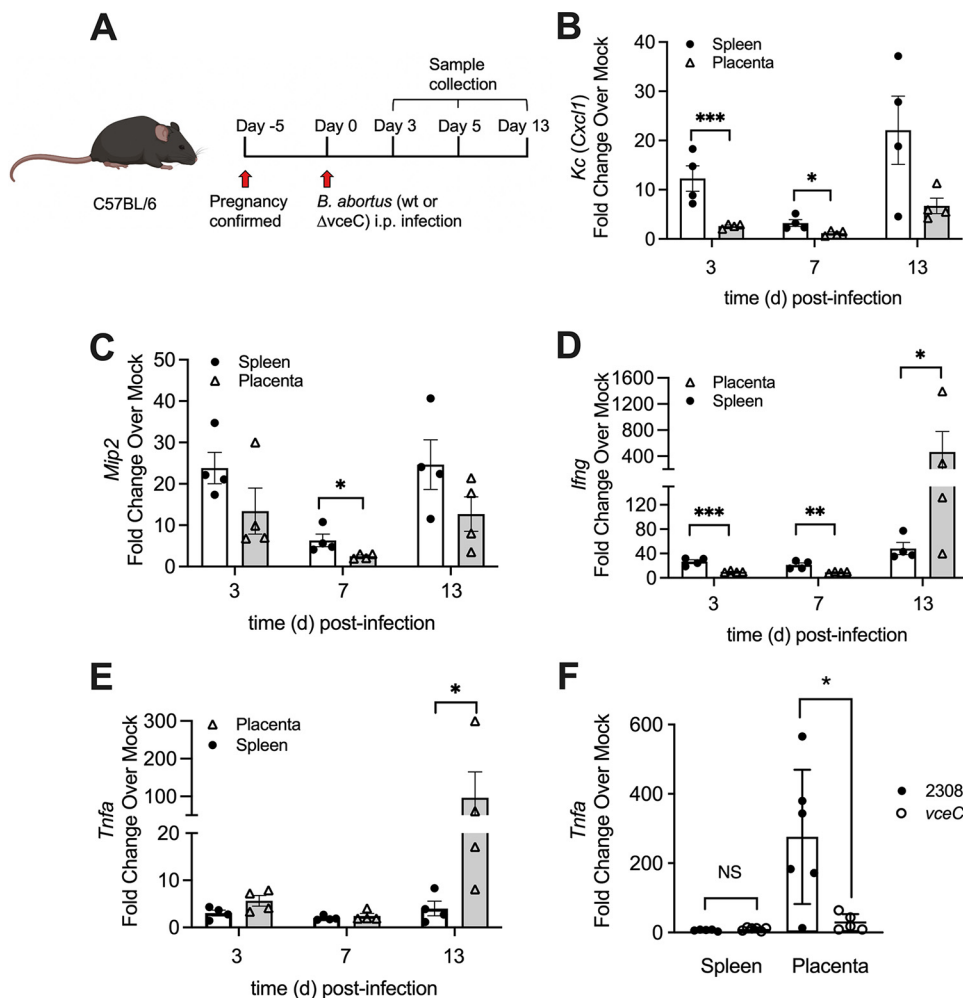 A
Sample
collection
Day -5 Day 0 Day 3 Day 5 Day 13
C57BL/6
Pregnancy
confirmed
B. abortus (wt or
ΔvceC) i.p. infection
B
Kc (Cxcl1)
Fold Change Over Mock
40
30
20
10
0
Spleen
Placenta
***
*
3 7 13
time (d) post-infection
C
Mip2
Fold Change Over Mock
50
40
30
20
10
0
Spleen
Placenta
*
3 7 13
time (d) post-infection
D
Ifng
Fold Change Over Mock
1600
1200
800
400
120
80
40
0
Placenta
Spleen
***
**
*
3 7 13
time (d) post-infection
E
Tnfa
Fold Change Over Mock
300
200
100
20
10
5
0
Placenta
Spleen
*
3 7 13
time (d) post-infection
F
Tnfa
Fold Change Over Mock
600
400
200
0
NS
*
2308
vceC
Spleen Placenta